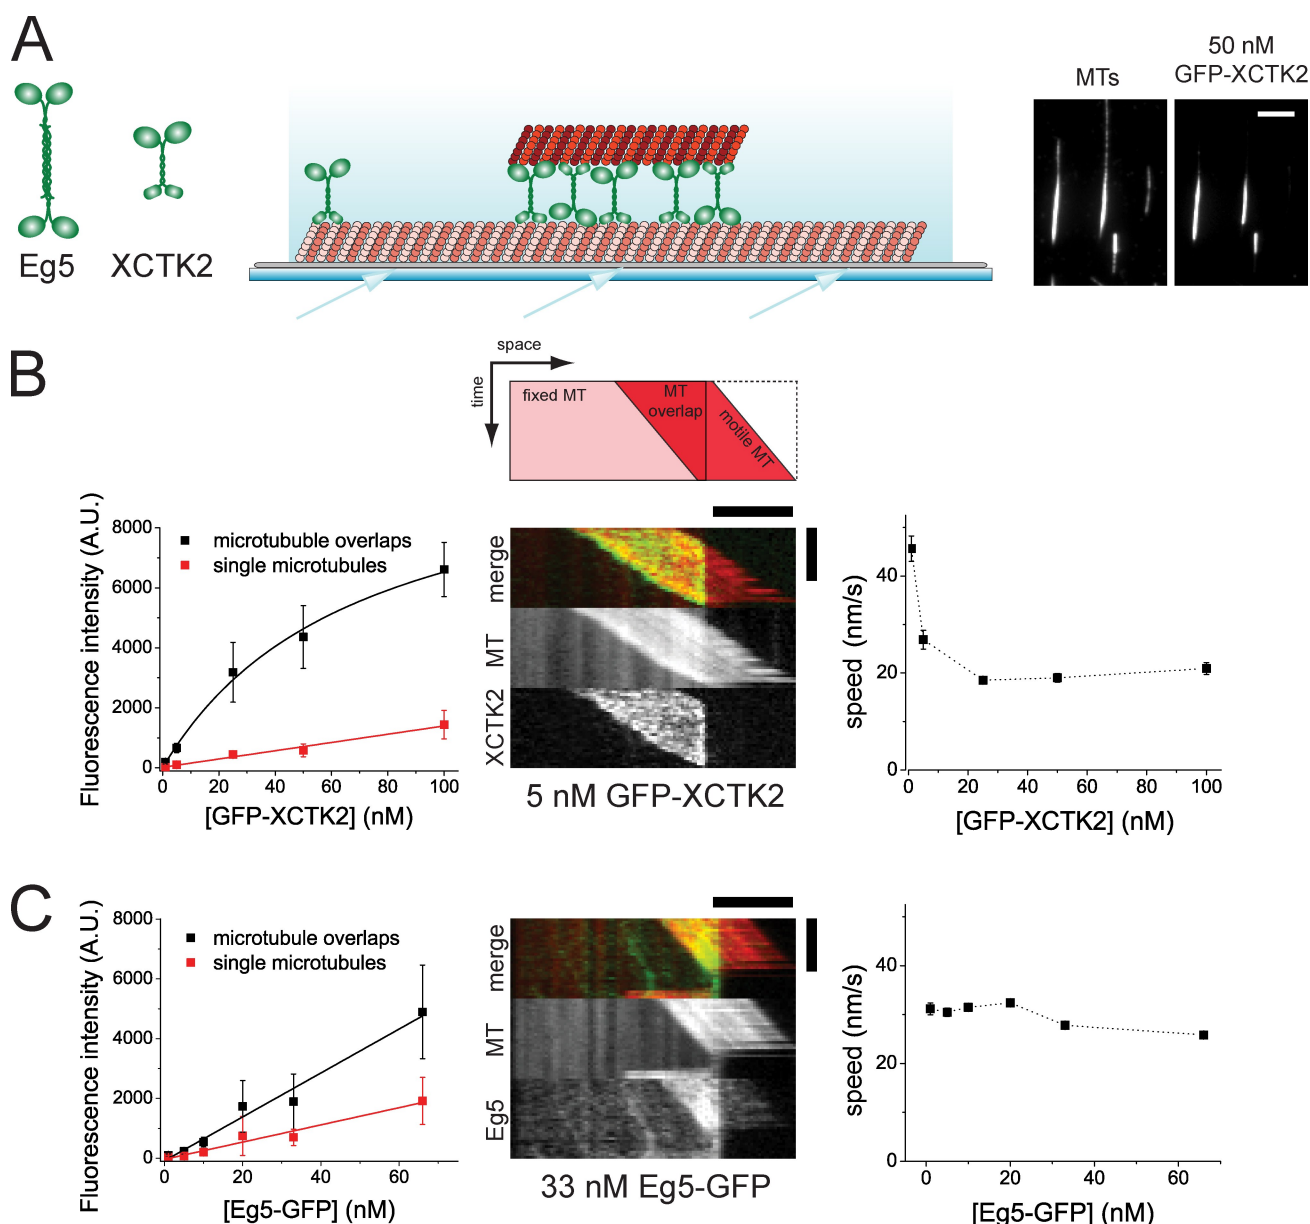 A
Eg5
XCTK2
MTs
50 nM
GFP-XCTK2
B
space
time
fixed MT
MT
overlap
motile MT
Fluorescence intensity (A.U.)
8000
6000
4000
2000
0
microtububle overlaps
single microtubules
0
20
40
60
80
100
[GFP-XCTK2] (nM)
merge
MT
XCTK2
5 nM GFP-XCTK2
speed (nm/s)
40
20
0
0
20
40
60
80
100
[GFP-XCTK2] (nM)
C
Fluorescence intensity (A.U.)
8000
6000
4000
2000
0
microtubule overlaps
single microtubules
0
20
40
60
[Eg5-GFP] (nM)
merge
MT
Eg5
33 nM Eg5-GFP
speed (nm/s)
40
20
0
0
20
40
60
[Eg5-GFP] (nM)